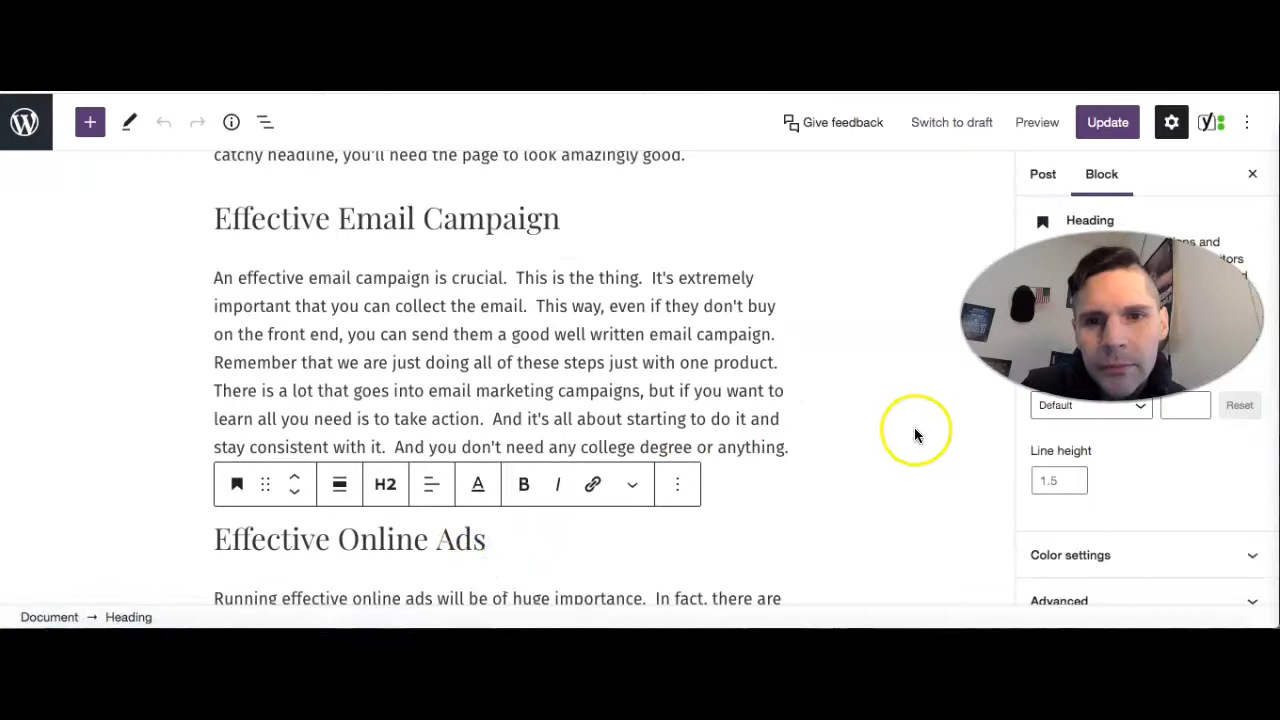 Give feedback Switch to draft Preview Update
catchy headline, you'll need the page to look amazingly good.
Post Block
Effective Email Campaign
Heading
An effective email campaign is crucial.  This is the thing.  It's extremely
important that you can collect the email.  This way, even if they don't buy
on the front end, you can send them a good well written email campaign.
Remember that we are just doing all of these steps just with one product.
There is a lot that goes into email marketing campaigns, but if you want to
learn all you need is to take action.  And it's all about starting to do it and
stay consistent with it.  And you don't need any college degree or anything.
Default Reset
Line height
1.5
H2 A B I
Effective Online Ads
Color settings
Running effective online ads will be of huge importance.  In fact, there are
Advanced
Document → Heading